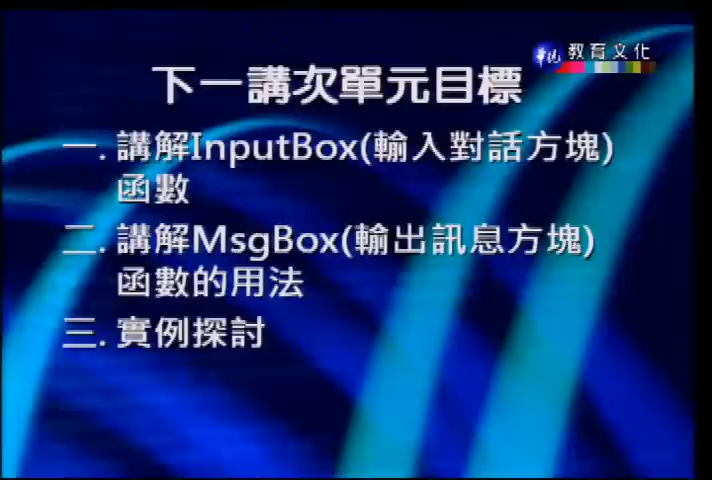 華視 教育文化
下一講次單元目標
一. 講解InputBox(輸入對話方塊)
函數
二. 講解MsgBox(輸出訊息方塊)
函數的用法
三. 實例探討